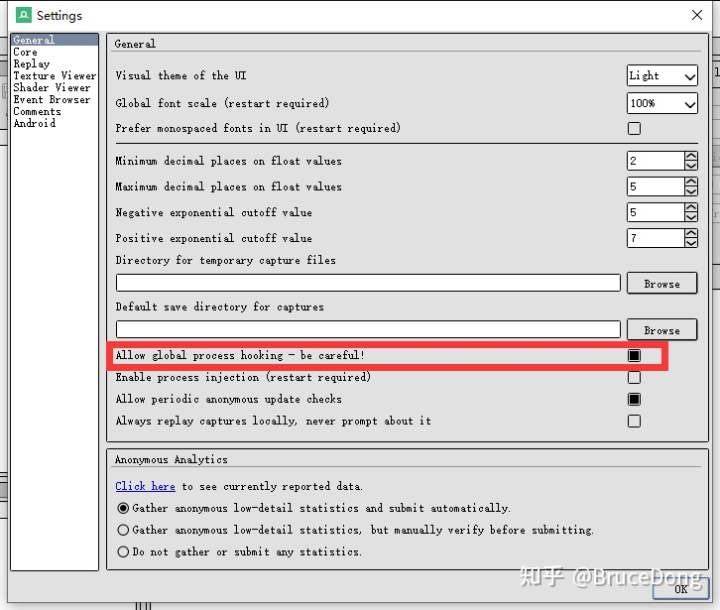 Settings
General
Core
Replay
Texture Viewer
Shader Viewer
Event Browser
Comments
Android
General
Visual theme of the UI
Light
Global font scale (restart required)
100%
Prefer monospaced fonts in UI (restart required)
Minimum decimal places on float values
2
Maximum decimal places on float values
5
Negative exponential cutoff value
5
Positive exponential cutoff value
7
Directory for temporary capture files
Browse
Default save directory for captures
Browse
Allow global process hooking - be careful!
Enable process injection (restart required)
Allow periodic anonymous update checks
Always replay captures locally, never prompt about it
Anonymous Analytics
Click here to see currently reported data.
Gather anonymous low-detail statistics and submit automatically.
Gather anonymous low-detail statistics, but manually verify before submitting.
Do not gather or submit any statistics.
知乎 @BruceDong
OK